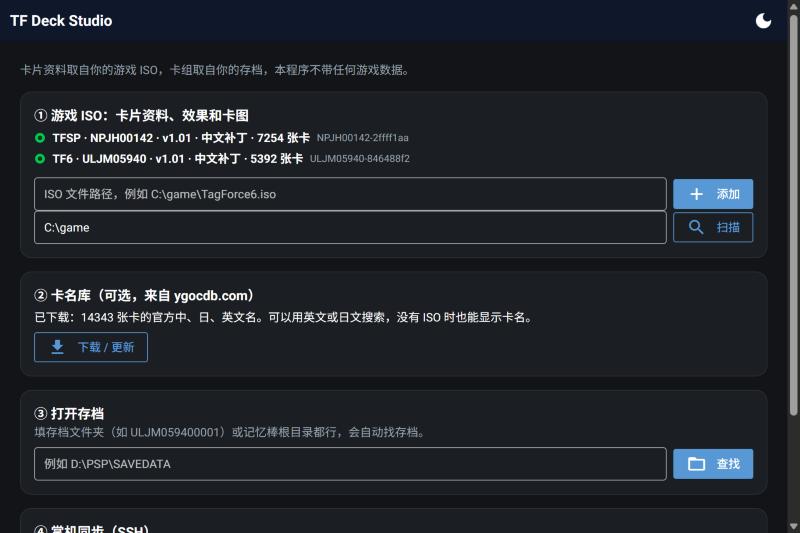 TF Deck Studio
卡片资料取自你的游戏 ISO，卡组取自你的存档，本程序不带任何游戏数据。
① 游戏 ISO：卡片资料、效果和卡图
TFSP · NPJH00142 · v1.01 · 中文补丁 · 7254 张卡 NPJH00142-2ffff1aa
TF6 · ULJM05940 · v1.01 · 中文补丁 · 5392 张卡 ULJM05940-846488f2
ISO 文件路径，例如 C:\game\TagForce6.iso
添加
C:\game
扫描
② 卡名库（可选，来自 ygocdb.com）
已下载：14343 张卡的官方中、日、英文名。可以用英文或日文搜索，没有 ISO 时也能显示卡名。
下载 / 更新
③ 打开存档
填存档文件夹（如 ULJM059400001）或记忆棒根目录都行，会自动找存档。
例如 D:\PSP\SAVEDATA
查找
④ 掌机同步（SSH）